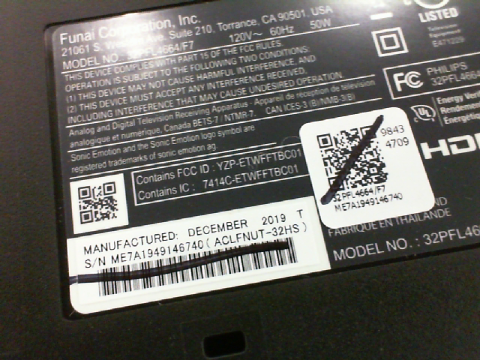 Funai Corporation, Inc.
21061 S. Western Ave. Suite 210, Torrance, CA 90501, USA
MODEL NO : 32PFL4664/F7 120V~ 60Hz 50W
THIS DEVICE COMPLIES WITH PART 15 OF THE FCC RULES.
OPERATION IS SUBJECT TO THE FOLLOWING TWO CONDITIONS:
(1) THIS DEVICE MAY NOT CAUSE HARMFUL INTERFERENCE, AND
(2) THIS DEVICE MUST ACCEPT ANY INTERFERENCE RECEIVED,
INCLUDING INTERFERENCE THAT MAY CAUSE UNDESIRED OPERATION.
Analog and Digital Television Receiving Apparatus - Appareil de réception de télévision
analogique et numérique, Canada BETS-7 / NTMR-7. CAN ICES-3 (B)/NMB-3(B)
Sonic Emotion and the Sonic Emotion logo symbol are
registered trademarks of sonic emotion ag.
Contains FCC ID : YZP-ETWFFTBC01
Contains IC : 7414C-ETWFFTBC01
MANUFACTURED: DECEMBER 2019 T
S/N ME7A1949146740(ACLFNUT-32HS)
LISTED
FC PHILIPS
32PFL4664/F7
UL Energy Verified
9843
4709
32PFL4664/F7
ME7A1949146740
HD
FABRIQUÉ EN THAÏLANDE
MODEL NO. : 32PFL46